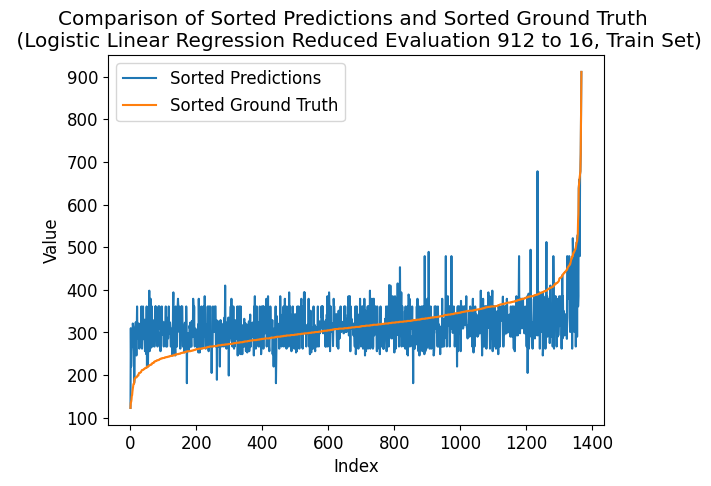 Comparison of Sorted Predictions and Sorted Ground Truth
(Logistic Linear Regression Reduced Evaluation 912 to 16, Train Set)
Sorted Predictions
Sorted Ground Truth
900
800
700
600
500
400
300
200
100
Value
0 200 400 600 800 1000 1200 1400
Index